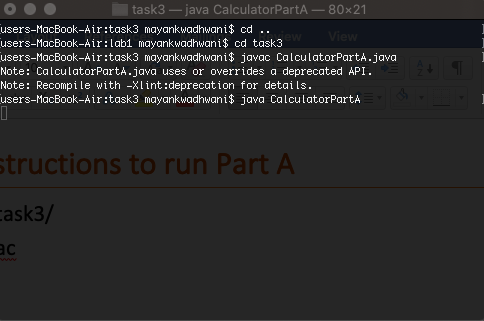 task3 — java CalculatorPartA — 80×21
[users-MacBook-Air:task3 mayankwadhwani$ cd .. ]
[users-MacBook-Air:lab1 mayankwadhwani$ cd task3 ]
[users-MacBook-Air:task3 mayankwadhwani$ javac CalculatorPartA.java ]
Note: CalculatorPartA.java uses or overrides a deprecated API.
Note: Recompile with -Xlint:deprecation for details.
[users-MacBook-Air:task3 mayankwadhwani$ java CalculatorPartA ]
View
structions to run Part A
task3/
ac